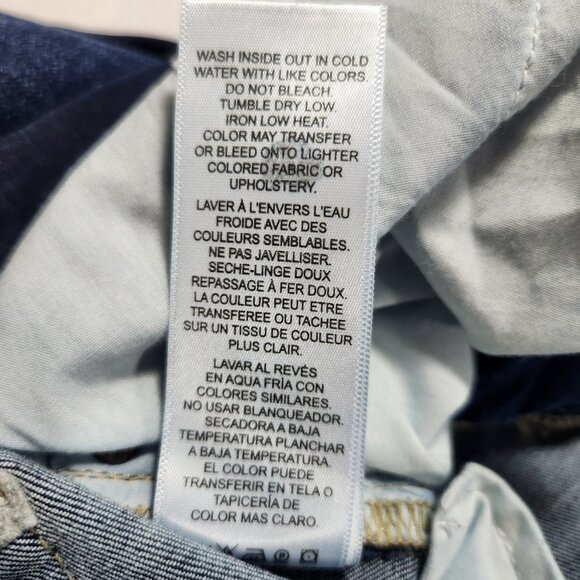 WASH INSIDE OUT IN COLD
WATER WITH LIKE COLORS.
DO NOT BLEACH.
TUMBLE DRY LOW.
IRON LOW HEAT.
COLOR MAY TRANSFER
OR BLEED ONTO LIGHTER
COLORED FABRIC OR
UPHOLSTERY.
LAVER À L'ENVERS L'EAU
FROIDE AVEC DES
COULEURS SEMBLABLES.
NE PAS JAVELLISER.
SECHE-LINGE DOUX
REPASSAGE À FER DOUX.
LA COULEUR PEUT ETRE
TRANSFEREE OU TACHEE
SUR UN TISSU DE COULEUR
PLUS CLAIR.
LAVAR AL REVÉS
EN AQUA FRÍA CON
COLORES SIMILARES.
NO USAR BLANQUEADOR.
SECADORA A BAJA
TEMPERATURA PLANCHAR
A BAJA TEMPERATURA.
EL COLOR PUEDE
TRANSFERIR EN TELA O
TAPICERÍA DE
COLOR MAS CLARO.